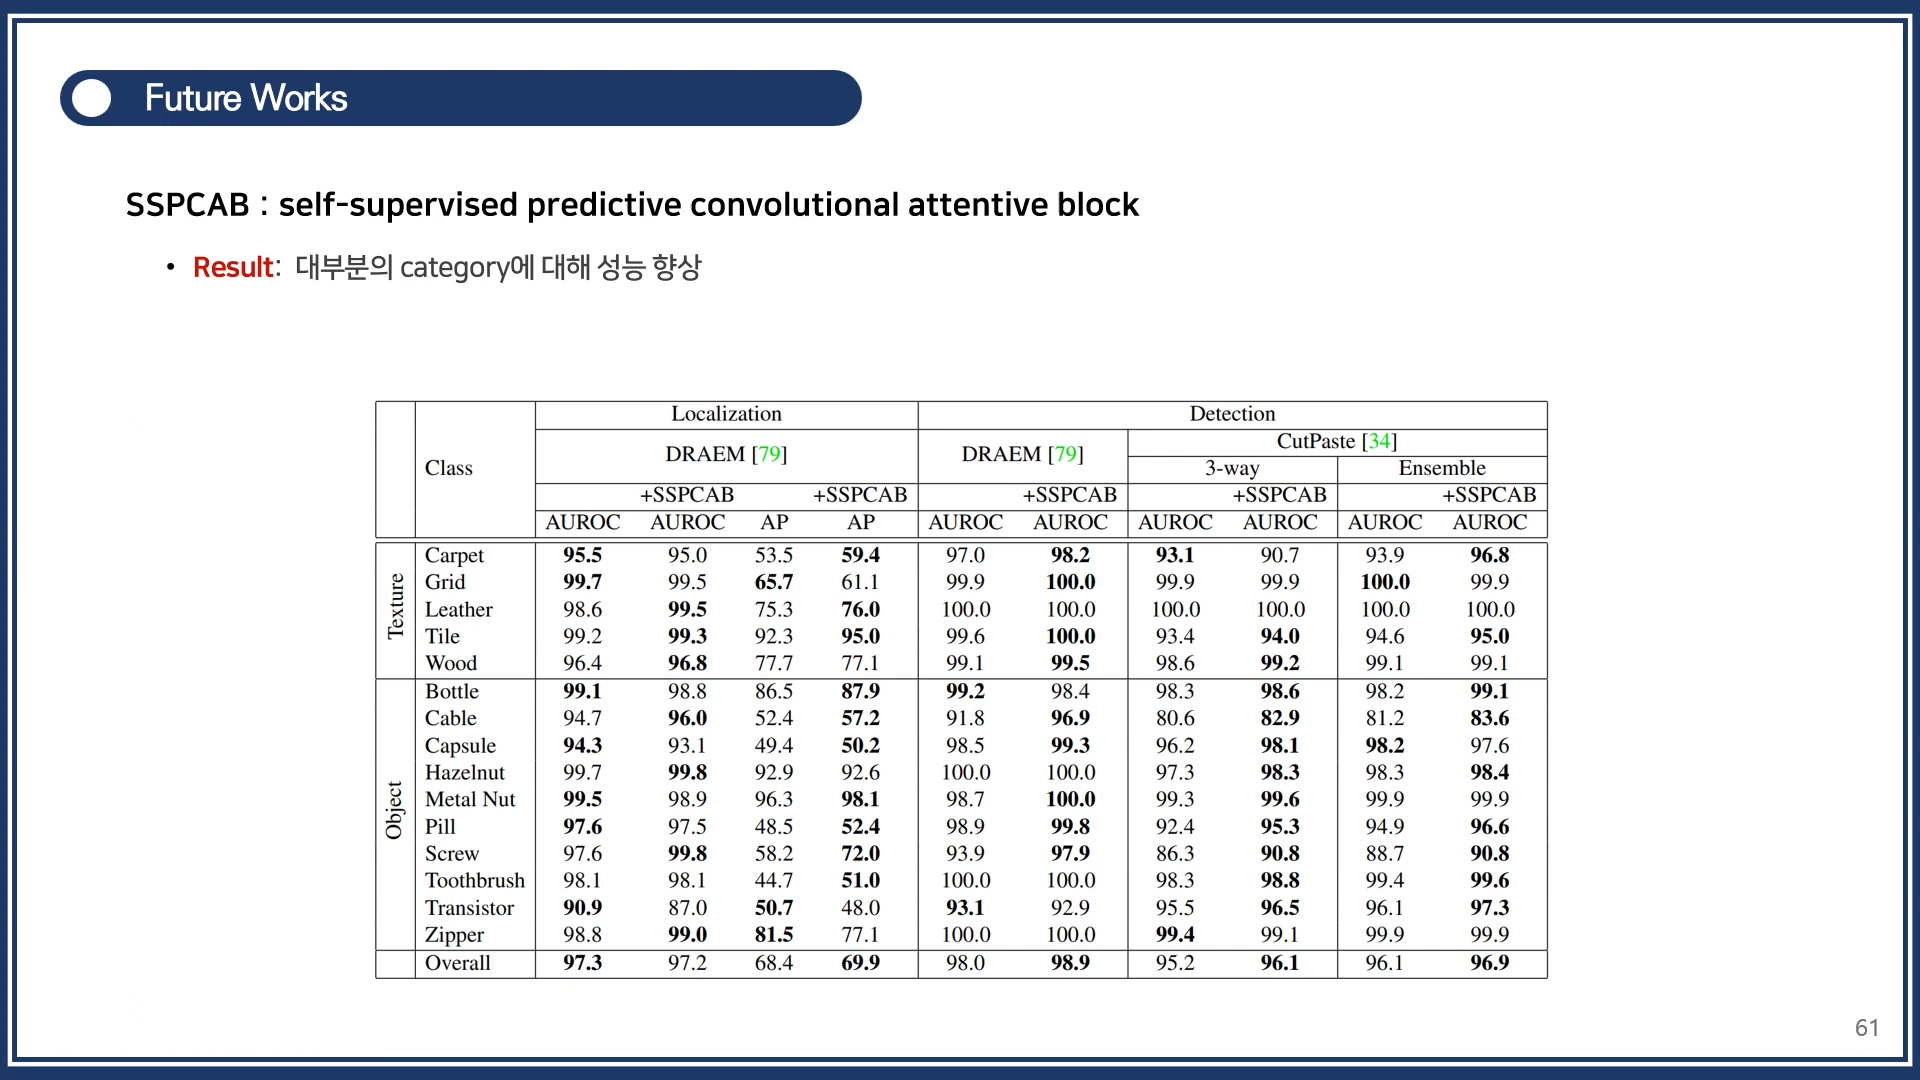 Future Works
SSPCAB : self-supervised predictive convolutional attentive block
• Result: 대부분의 category에 대해 성능 향상
Localization Detection
Class DRAEM [79] DRAEM [79] CutPaste [34]
3-way Ensemble
+SSPCAB +SSPCAB +SSPCAB +SSPCAB +SSPCAB
AUROC AUROC AP AP AUROC AUROC AUROC AUROC AUROC AUROC
Texture
Carpet 95.5 95.0 53.5 59.4 97.0 98.2 93.1 90.7 93.9 96.8
Grid 99.7 99.5 65.7 61.1 99.9 100.0 99.9 99.9 100.0 99.9
Leather 98.6 99.5 75.3 76.0 100.0 100.0 100.0 100.0 100.0 100.0
Tile 99.2 99.3 92.3 95.0 99.6 100.0 93.4 94.0 94.6 95.0
Wood 96.4 96.8 77.7 77.1 99.1 99.5 98.6 99.2 99.1 99.1
Object
Bottle 99.1 98.8 86.5 87.9 99.2 98.4 98.3 98.6 98.2 99.1
Cable 94.7 96.0 52.4 57.2 91.8 96.9 80.6 82.9 81.2 83.6
Capsule 94.3 93.1 49.4 50.2 98.5 99.3 96.2 98.1 98.2 97.6
Hazelnut 99.7 99.8 92.9 92.6 100.0 100.0 97.3 98.3 98.3 98.4
Metal Nut 99.5 98.9 96.3 98.1 98.7 100.0 99.3 99.6 99.9 99.9
Pill 97.6 97.5 48.5 52.4 98.9 99.8 92.4 95.3 94.9 96.6
Screw 97.6 99.8 58.2 72.0 93.9 97.9 86.3 90.8 88.7 90.8
Toothbrush 98.1 98.1 44.7 51.0 100.0 100.0 98.3 98.8 99.4 99.6
Transistor 90.9 87.0 50.7 48.0 93.1 92.9 95.5 96.5 96.1 97.3
Zipper 98.8 99.0 81.5 77.1 100.0 100.0 99.4 99.1 99.9 99.9
Overall 97.3 97.2 68.4 69.9 98.0 98.9 95.2 96.1 96.1 96.9
61